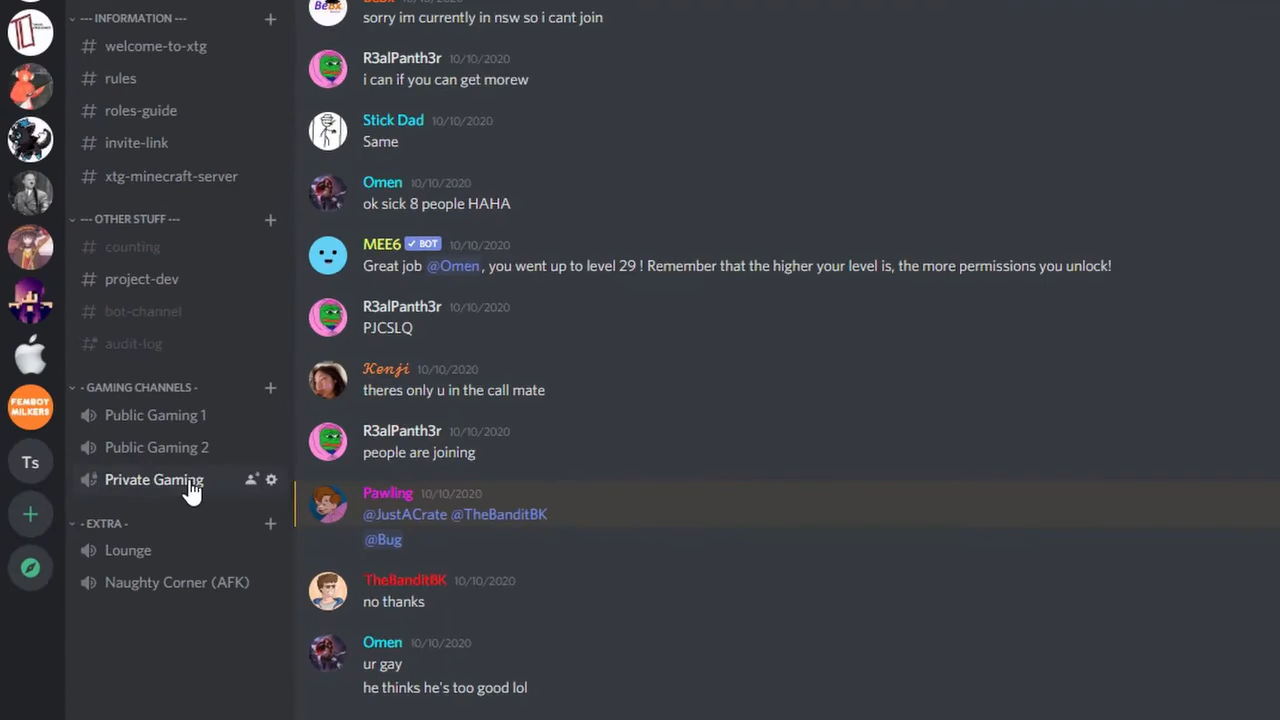 --- INFORMATION ---
welcome-to-xtg
rules
roles-guide
invite-link
xtg-minecraft-server
--- OTHER STUFF ---
counting
project-dev
bot-channel
audit-log
- GAMING CHANNELS -
Public Gaming 1
Public Gaming 2
Private Gaming
- EXTRA -
Lounge
Naughty Corner (AFK)
FEMBOY
MILKERS
Ts
BeBx 10/10/2020
sorry im currently in nsw so i cant join
R3alPanth3r 10/10/2020
i can if you can get morew
Stick Dad 10/10/2020
Same
Omen 10/10/2020
ok sick 8 people HAHA
MEE6 ✓ BOT 10/10/2020
Great job @Omen, you went up to level 29 ! Remember that the higher your level is, the more permissions you unlock!
R3alPanth3r 10/10/2020
PJCSLQ
Kenji 10/10/2020
theres only u in the call mate
R3alPanth3r 10/10/2020
people are joining
Pawling 10/10/2020
@JustACrate @TheBanditBK
@Bug
TheBanditBK 10/10/2020
no thanks
Omen 10/10/2020
ur gay
he thinks he's too good lol